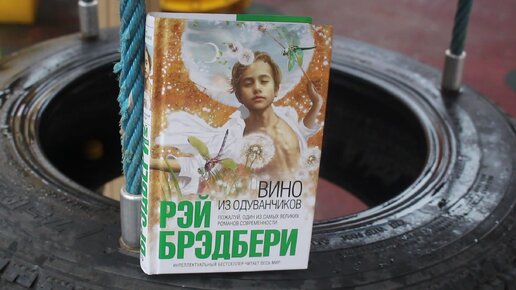 ВИНО
ИЗ ОДУВАНЧИКОВ
ПОЖАЛУЙ, ОДИН ИЗ САМЫХ ВЕЛИКИХ
РОМАНОВ СОВРЕМЕННОСТИ.
РЭЙ
БРЭДБЕРИ
ИНТЕЛЛЕКТУАЛЬНЫЙ БЕСТСЕЛЛЕР ЧИТАЕТ ВЕСЬ МИР!